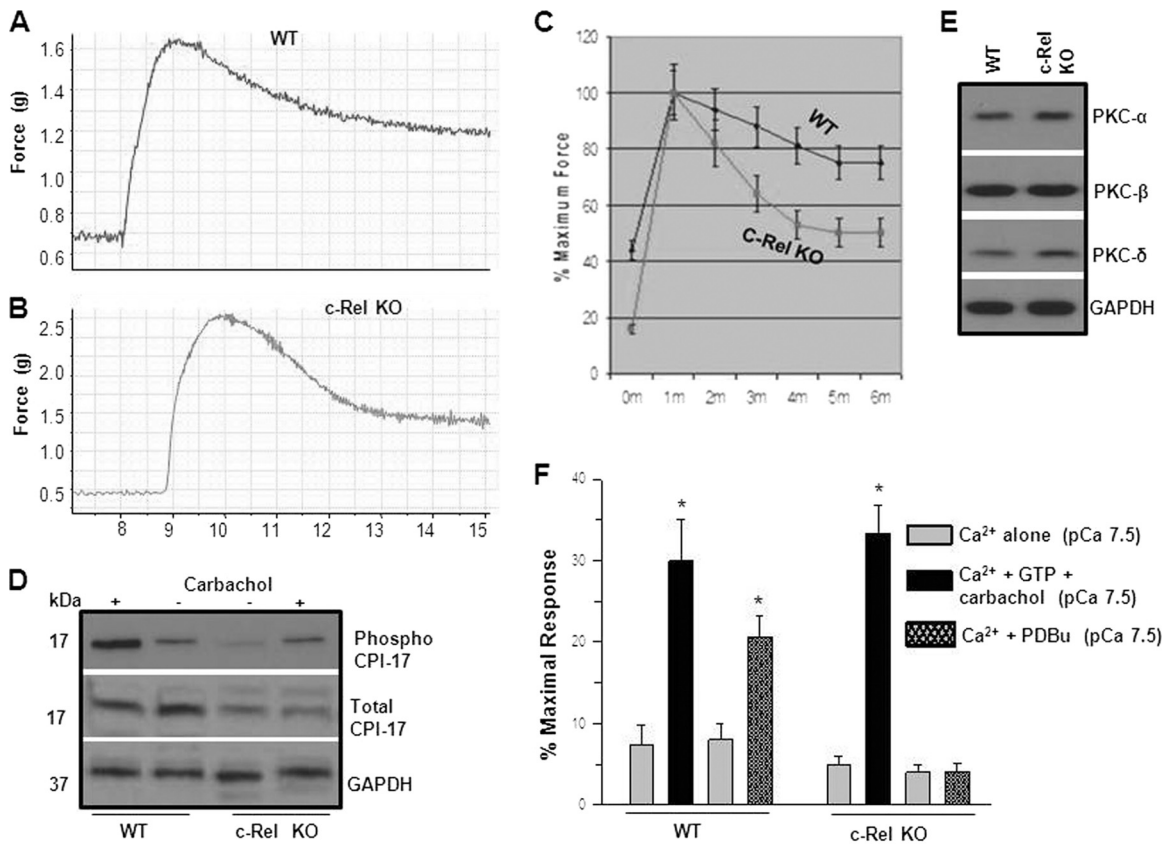 A
WT
Force (g)
1.6
1.4
1.2
1.0
0.8
0.6
B
c-Rel KO
Force (g)
2.5
2.0
1.5
1.0
0.5
8 9 10 11 12 13 14 15
C
% Maximum Force
120
100
80
60
40
20
0
WT
C-Rel KO
0m 1m 2m 3m 4m 5m 6m
D
Carbachol
kDa + - - +
17 Phospho
CPI-17
17 Total
CPI-17
37 GAPDH
WT c-Rel KO
E
WT
c-Rel
KO
PKC-α
PKC-β
PKC-δ
GAPDH
F
% Maximal Response
40
30
20
10
0
* * *
WT c-Rel KO
Ca²⁺ alone (pCa 7.5)
Ca²⁺ + GTP +
carbachol (pCa 7.5)
Ca²⁺ + PDBu (pCa 7.5)